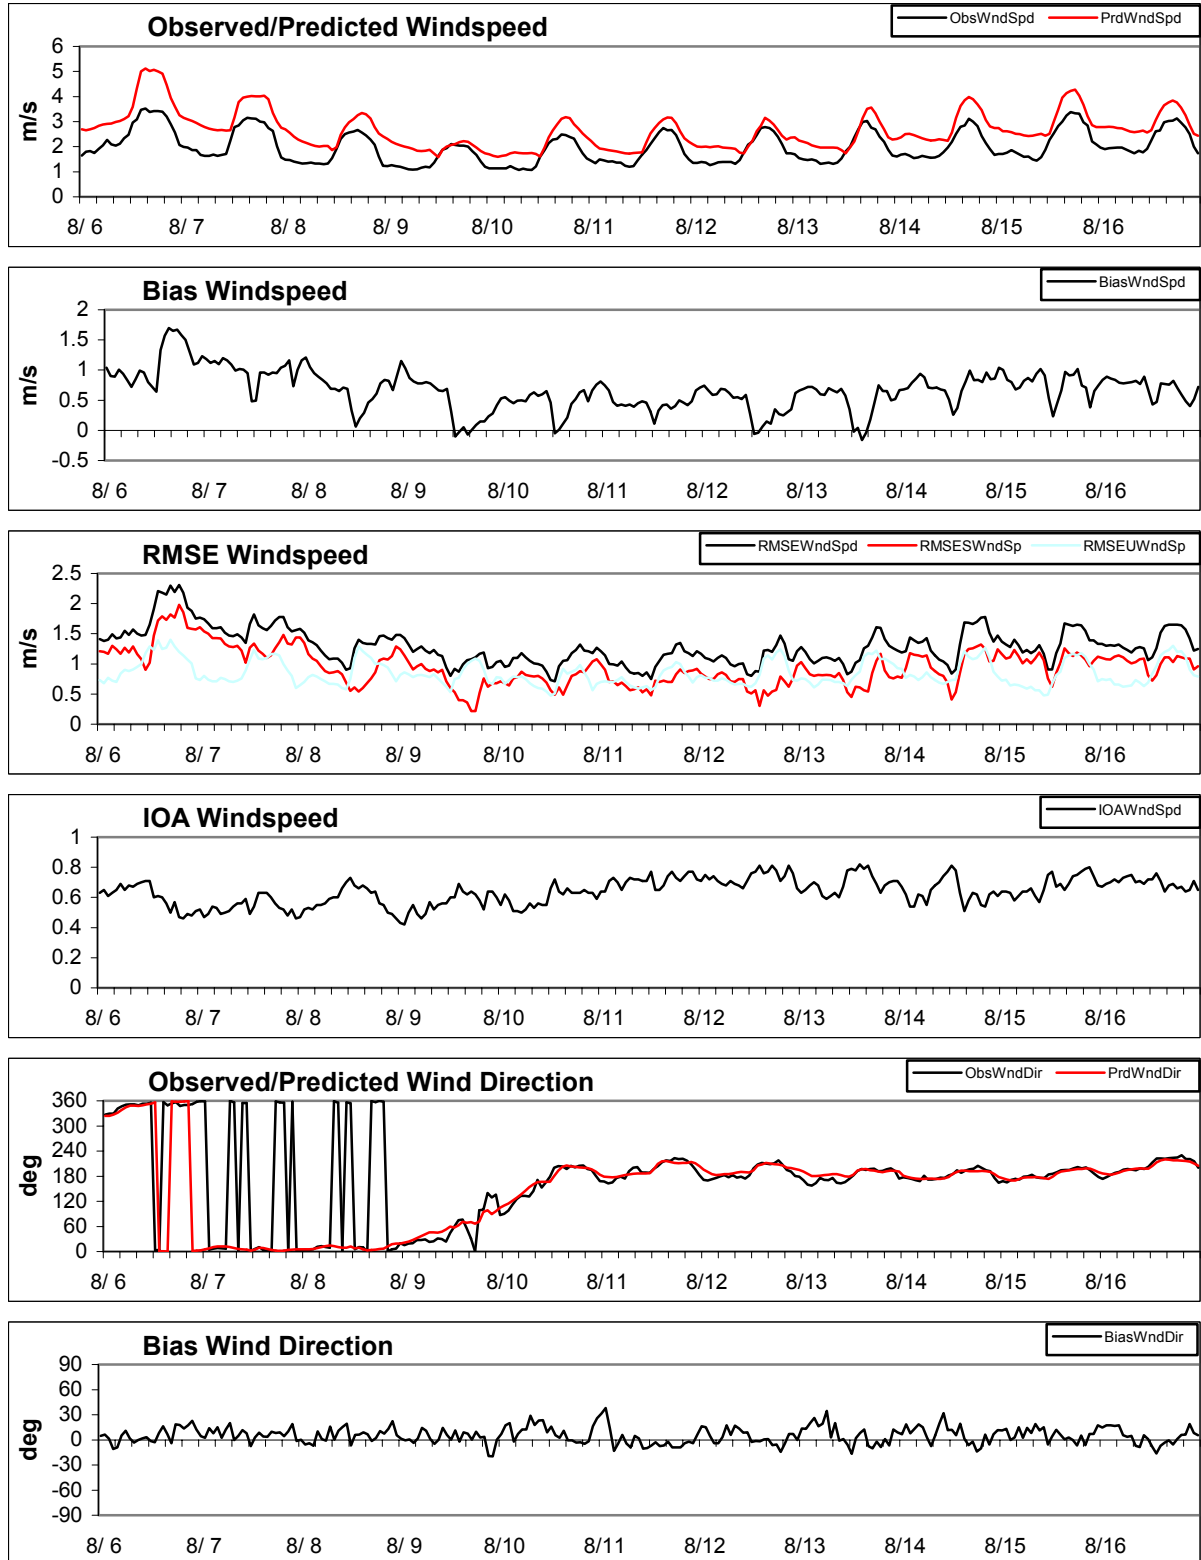 Observed/Predicted Windspeed
ObsWndSpd PrdWndSpd
6
5
4
3
2
1
0
m/s
8/ 6 8/ 7 8/ 8 8/ 9 8/10 8/11 8/12 8/13 8/14 8/15 8/16
Bias Windspeed
BiasWndSpd
2
1.5
1
0.5
0
-0.5
m/s
8/ 6 8/ 7 8/ 8 8/ 9 8/10 8/11 8/12 8/13 8/14 8/15 8/16
RMSE Windspeed
RMSEWndSpd RMSESWndSp RMSEUWndSp
2.5
2
1.5
1
0.5
0
m/s
8/ 6 8/ 7 8/ 8 8/ 9 8/10 8/11 8/12 8/13 8/14 8/15 8/16
IOA Windspeed
IOAWndSpd
1
0.8
0.6
0.4
0.2
0
8/ 6 8/ 7 8/ 8 8/ 9 8/10 8/11 8/12 8/13 8/14 8/15 8/16
Observed/Predicted Wind Direction
ObsWndDir PrdWndDir
360
300
240
180
120
60
0
deg
8/ 6 8/ 7 8/ 8 8/ 9 8/10 8/11 8/12 8/13 8/14 8/15 8/16
Bias Wind Direction
BiasWndDir
90
60
30
0
-30
-60
-90
deg
8/ 6 8/ 7 8/ 8 8/ 9 8/10 8/11 8/12 8/13 8/14 8/15 8/16